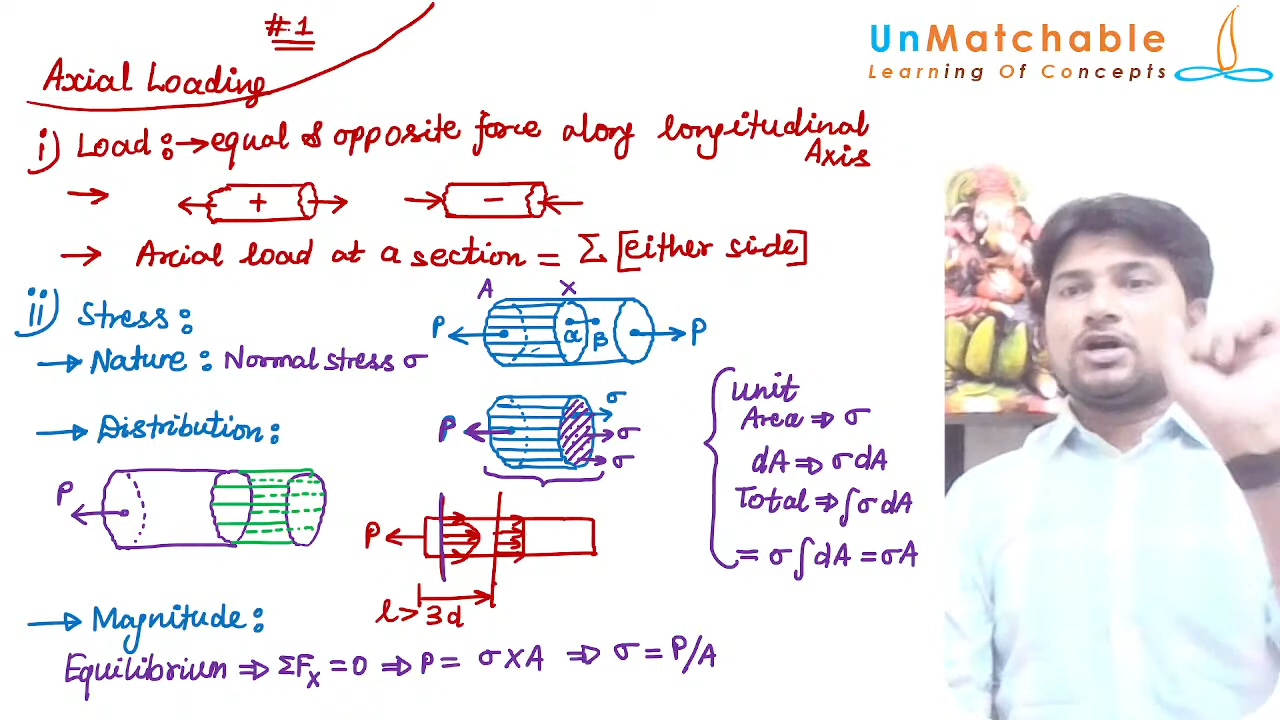 #1
UnMatchable
Learning Of Concepts
Axial Loading
i) Load :→ equal & opposite force along longitudinal
Axis
→ + −
→ Axial load at a section = Σ [either side]
ii) Stress :
A X
P α β P
→ Nature : Normal stress σ
→ Distribution :
P σ
σ
σ
unit
Area ⇒ σ
dA ⇒ σ dA
Total ⇒ ∫ σ dA
= σ ∫ dA = σA
P
P
l > 3d
→ Magnitude :
Equilibrium ⇒ ΣFx = 0 ⇒ P = σ x A ⇒ σ = P/A